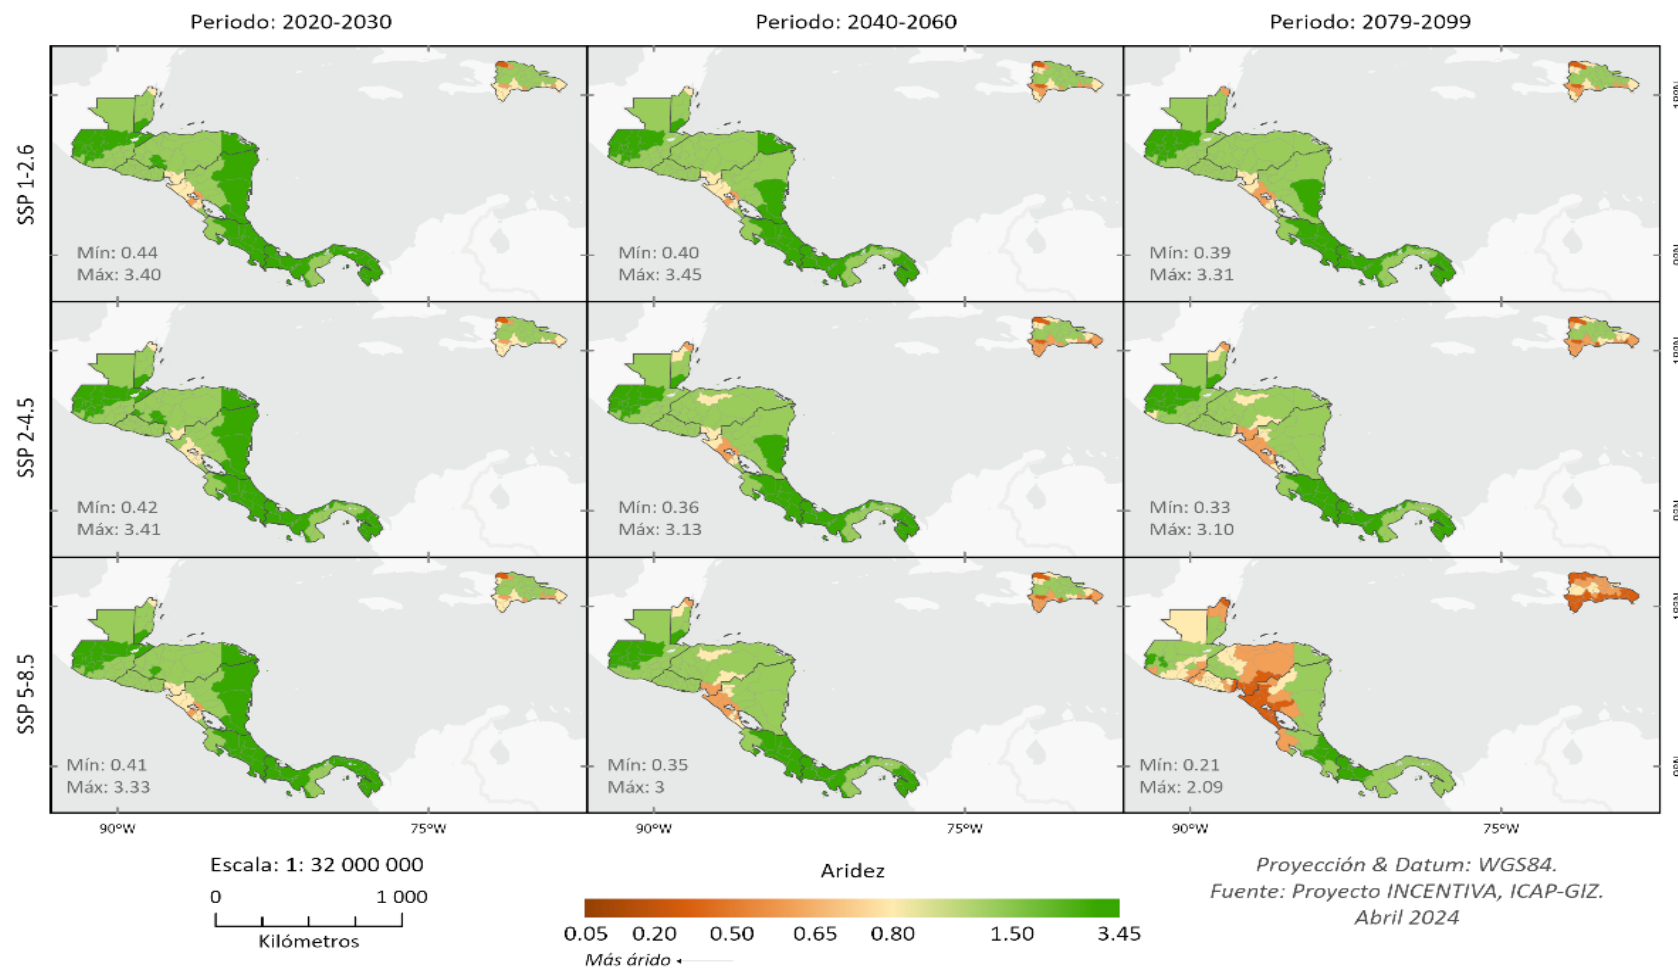 Periodo: 2020-2030
Periodo: 2040-2060
Periodo: 2079-2099
SSP 1-2.6
Mín: 0.44
Máx: 3.40
Mín: 0.40
Máx: 3.45
Mín: 0.39
Máx: 3.31
SSP 2-4.5
Mín: 0.42
Máx: 3.41
Mín: 0.36
Máx: 3.13
Mín: 0.33
Máx: 3.10
SSP 5-8.5
Mín: 0.41
Máx: 3.33
Mín: 0.35
Máx: 3
Mín: 0.21
Máx: 2.09
90°W 75°W 90°W 75°W 90°W 75°W
Escala: 1: 32 000 000
0 1 000
Kilómetros
Aridez
0.05 0.20 0.50 0.65 0.80 1.50 3.45
Más árido
Proyección & Datum: WGS84.
Fuente: Proyecto INCENTIVA, ICAP-GIZ.
Abril 2024